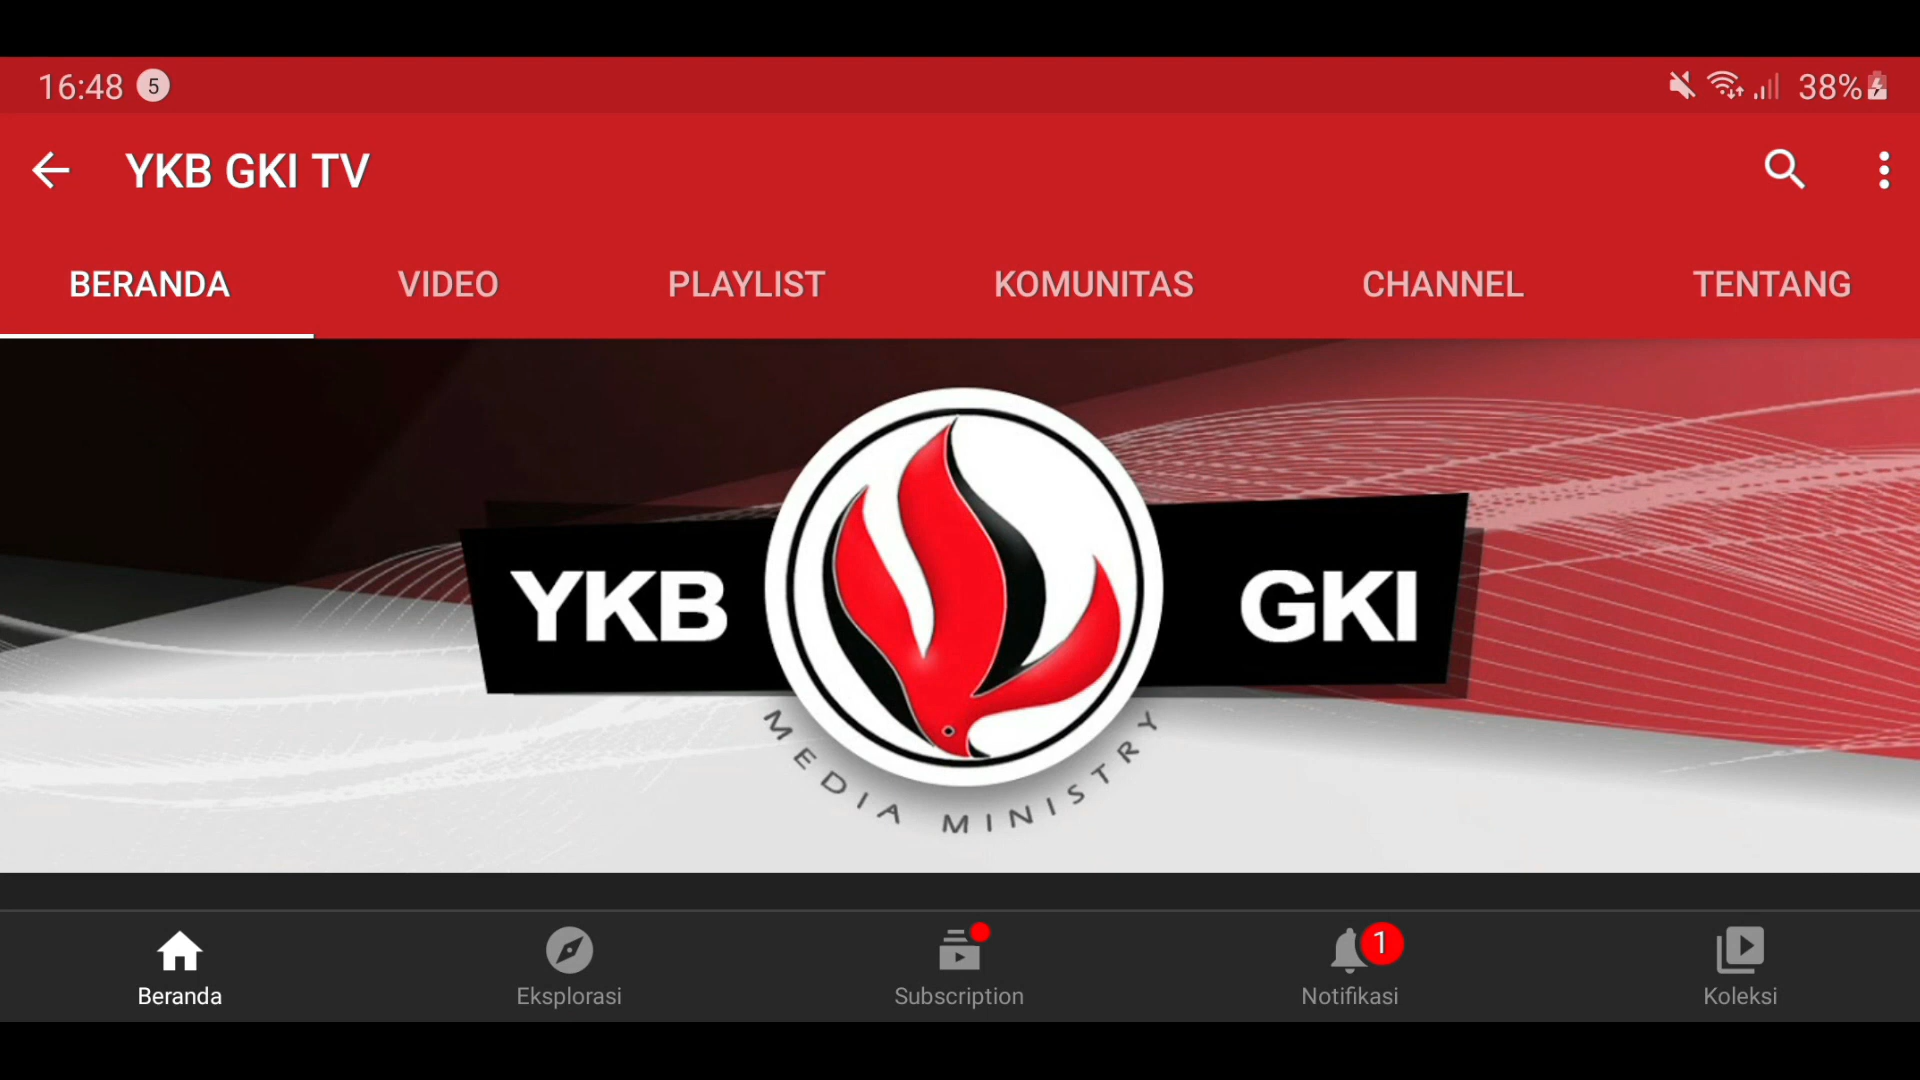 16:48 5 38%
YKB GKI TV
BERANDA VIDEO PLAYLIST KOMUNITAS CHANNEL TENTANG
YKB GKI
MEDIA MINISTRY
1
Beranda Eksplorasi Subscription Notifikasi Koleksi